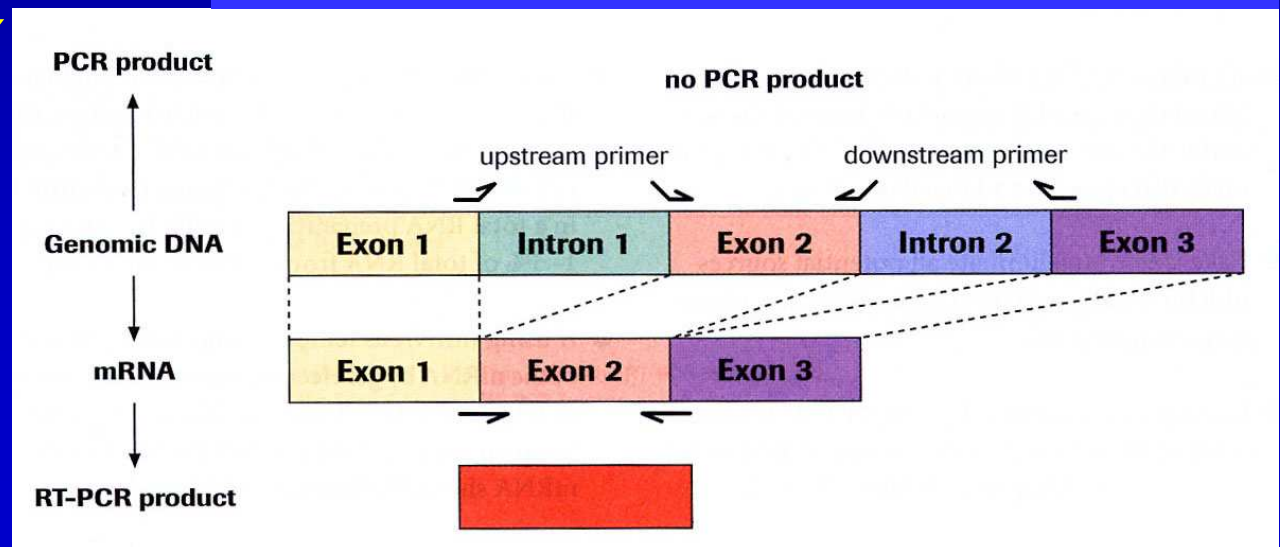 PCR product
no PCR product
upstream primer
downstream primer
Genomic DNA
Exon 1
Intron 1
Exon 2
Intron 2
Exon 3
mRNA
Exon 1
Exon 2
Exon 3
RT-PCR product